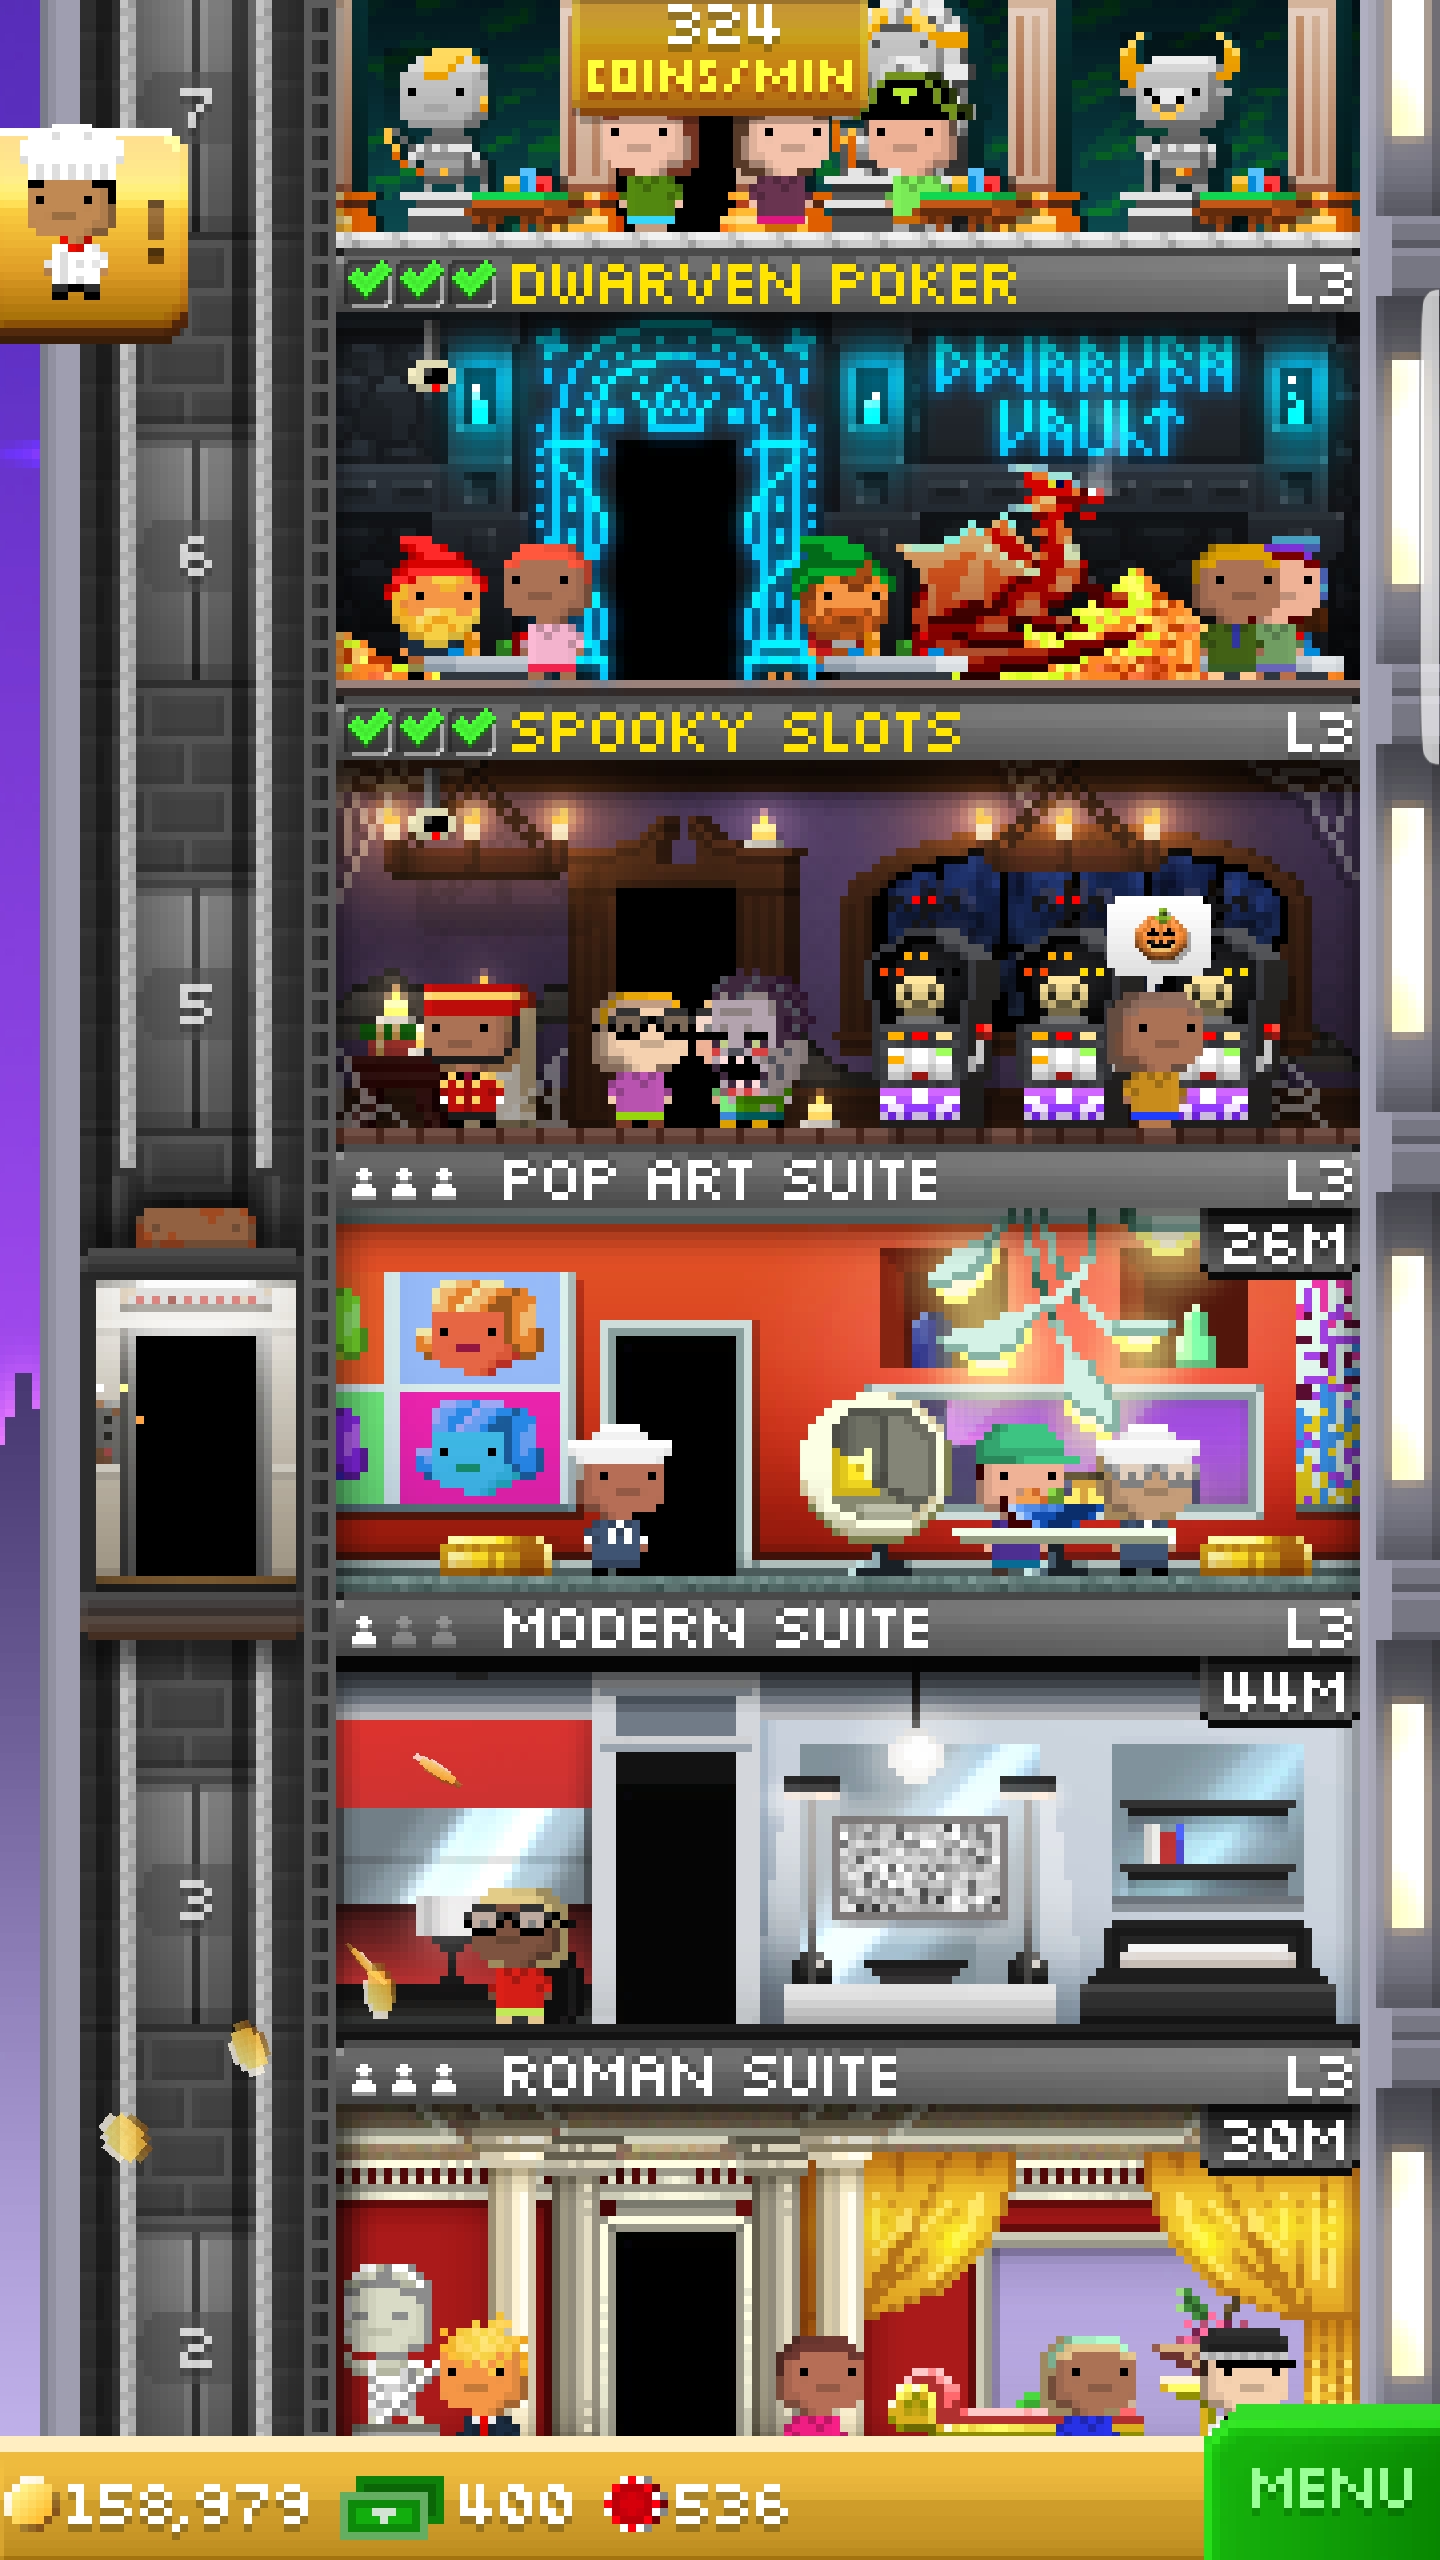 324
COINS/MIN
7
!
DWARVEN POKER L3
DWARVEN
VAULT
6
SPOOKY SLOTS L3
5
POP ART SUITE L3
26M
MODERN SUITE L3
44M
3
ROMAN SUITE L3
30M
2
158,979 400 536
MENU